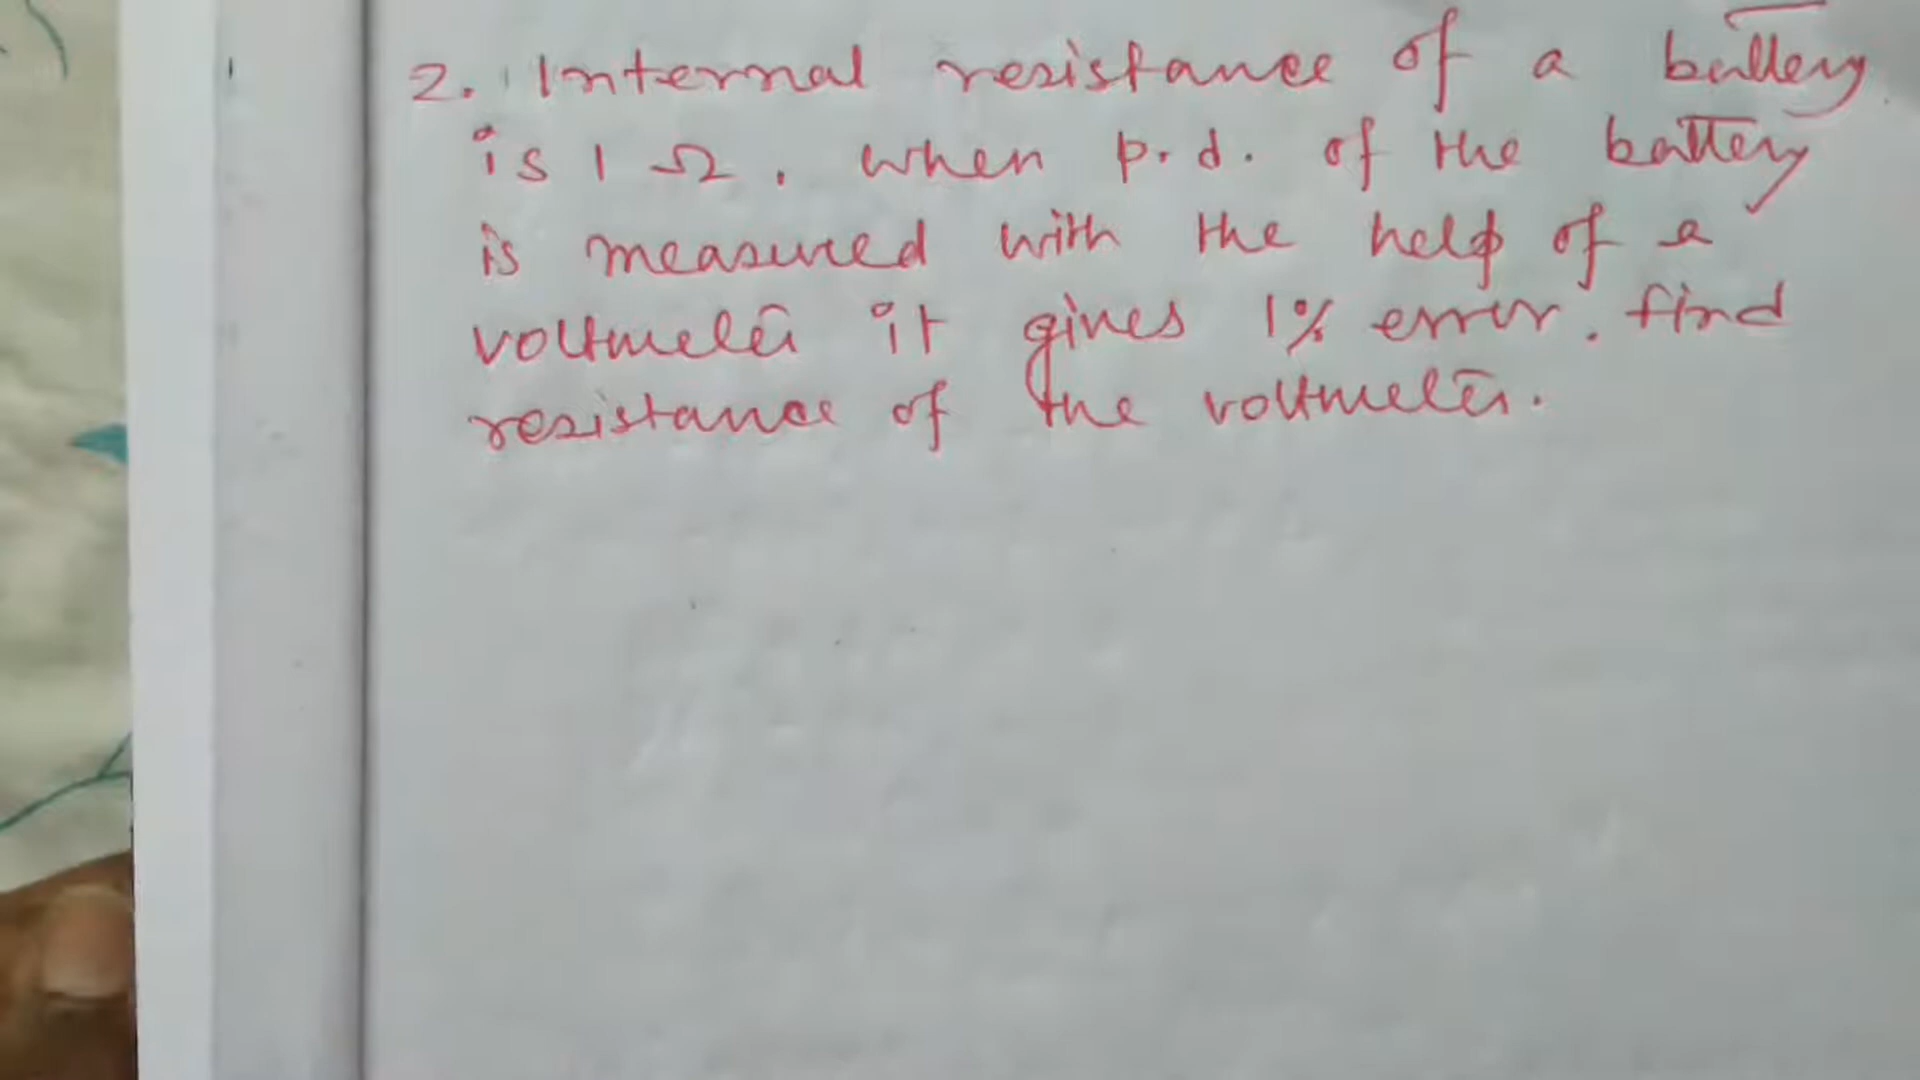 2. Internal resistance of a battery
is 1 Ω. when p.d. of the battery
is measured with the help of a
voltmeter it gives 1% error. find
resistance of the voltmeter.